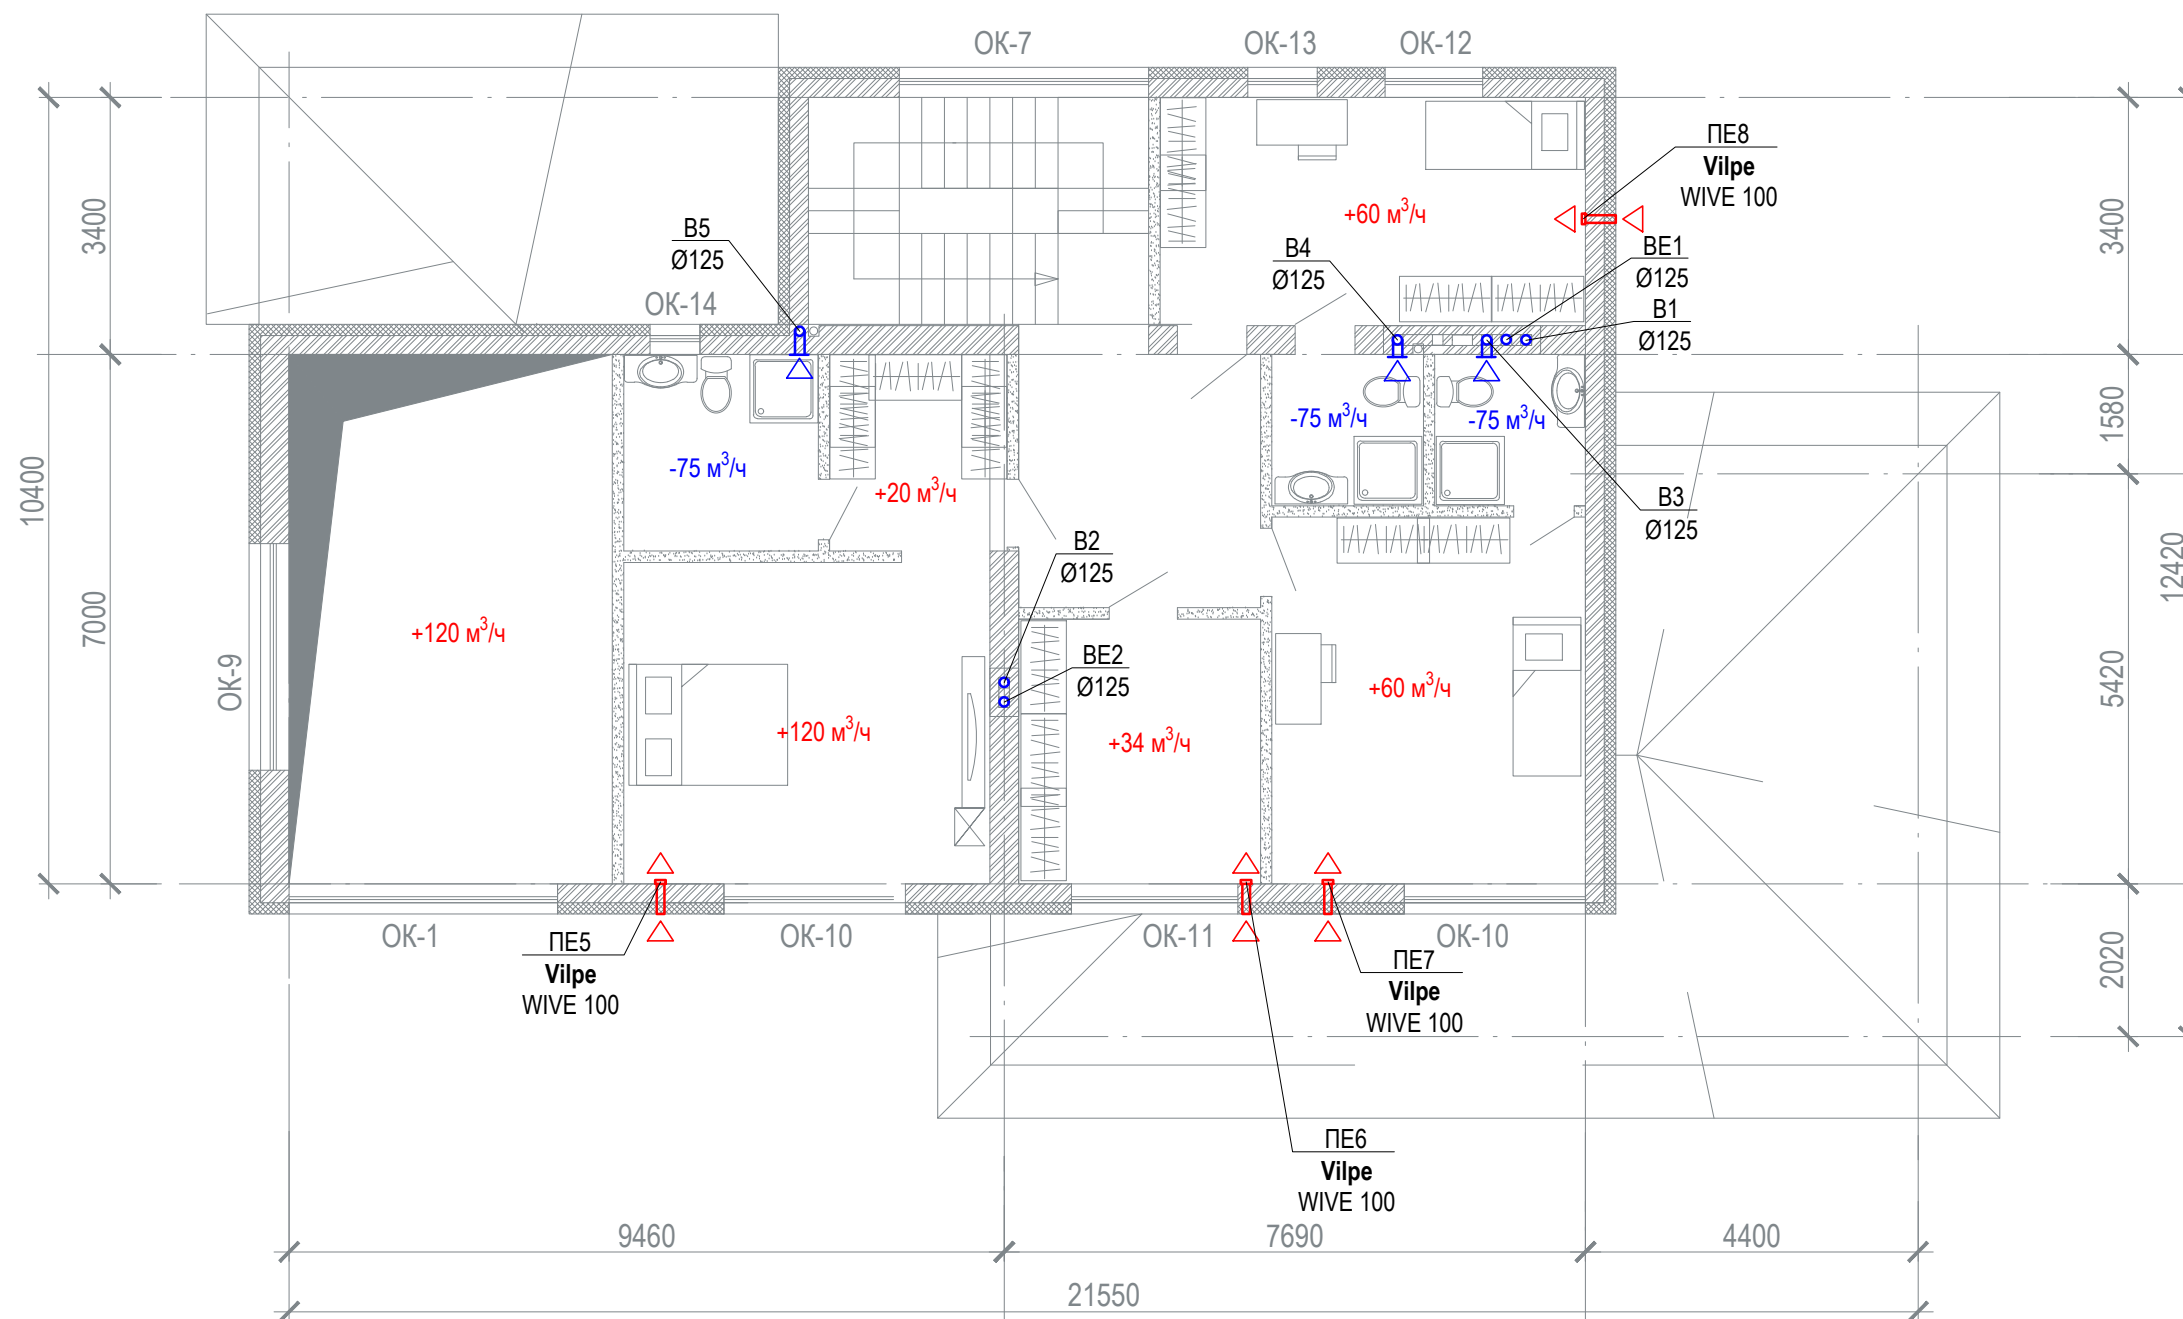 ОК-7
ОК-13
ОК-12
ПЕ8
Vilpe
WIVE 100
3400
3400
+60 м³/ч
В5
Ø125
В4
Ø125
ВЕ1
Ø125
В1
Ø125
ОК-14
10400
7000
-75 м³/ч
+20 м³/ч
-75 м³/ч
-75 м³/ч
1580
В3
Ø125
В2
Ø125
12420
ОК-9
+120 м³/ч
ВЕ2
Ø125
+120 м³/ч
+34 м³/ч
+60 м³/ч
5420
ОК-1
ПЕ5
Vilpe
WIVE 100
ОК-10
ОК-11
ПЕ7
Vilpe
WIVE 100
ОК-10
2020
ПЕ6
Vilpe
WIVE 100
9460
7690
4400
21550